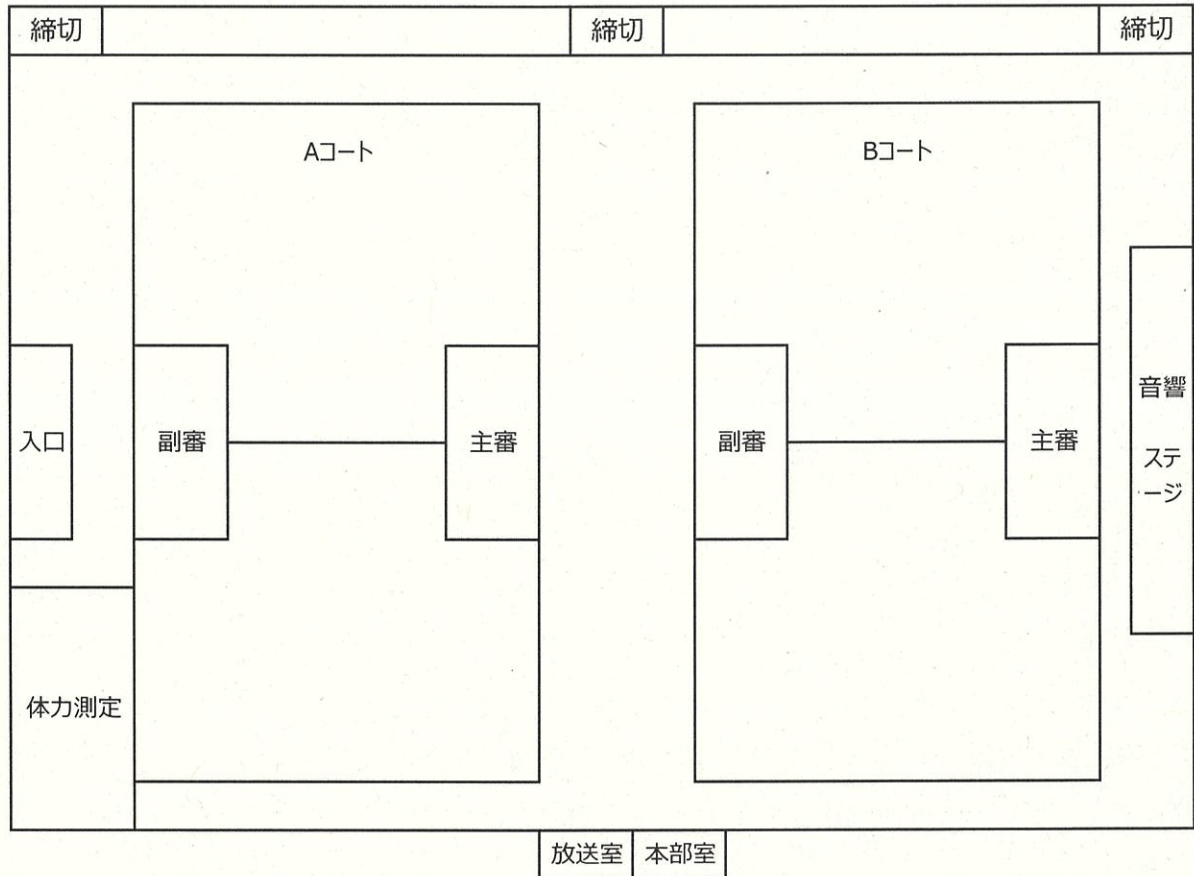 締切
締切
締切
Aコート
Bコート
入口
副審
主審
副審
主審
音響
ステ
ージ
体力測定
放送室
本部室